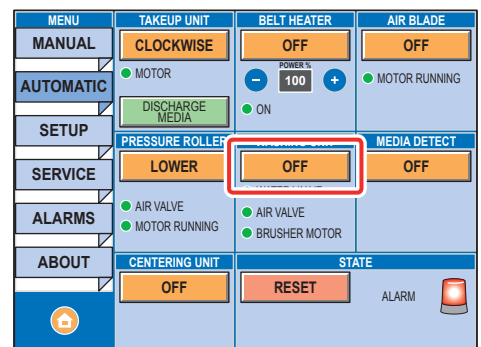 MENU
MANUAL
AUTOMATIC
SETUP
SERVICE
ALARMS
ABOUT
TAKEUP UNIT
CLOCKWISE
MOTOR
DISCHARGE
MEDIA
BELT HEATER
OFF
POWER %
100
ON
AIR BLADE
OFF
MOTOR RUNNING
PRESSURE ROLLER
LOWER
AIR VALVE
MOTOR RUNNING
OFF
AIR VALVE
BRUSHER MOTOR
MEDIA DETECT
OFF
CENTERING UNIT
OFF
STATE
RESET
ALARM